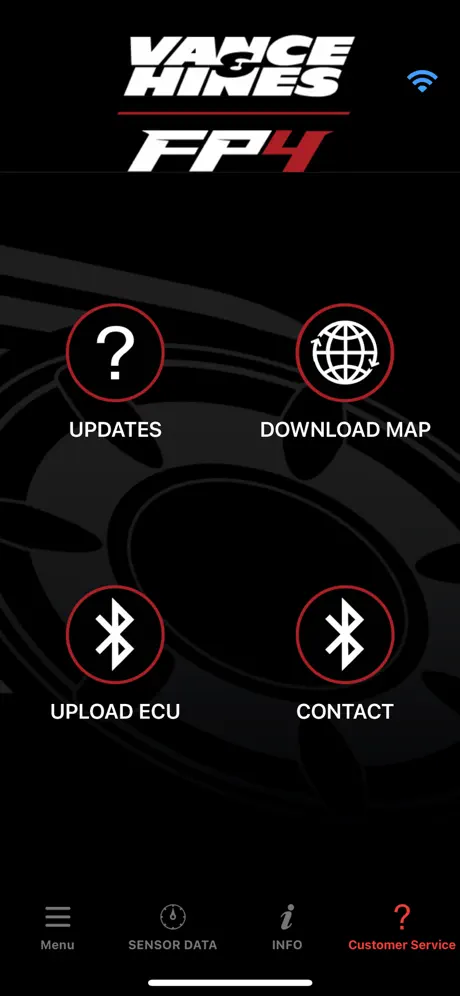 VANCE
&
HINES
FP4
UPDATES
DOWNLOAD MAP
UPLOAD ECU
CONTACT
Menu
SENSOR DATA
INFO
Customer Service